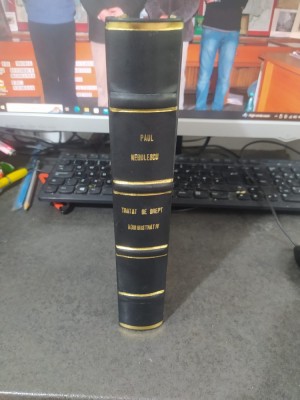 PAUL
NEGULESCU
TRATAT DE DREPT
ADMINISTRATIV